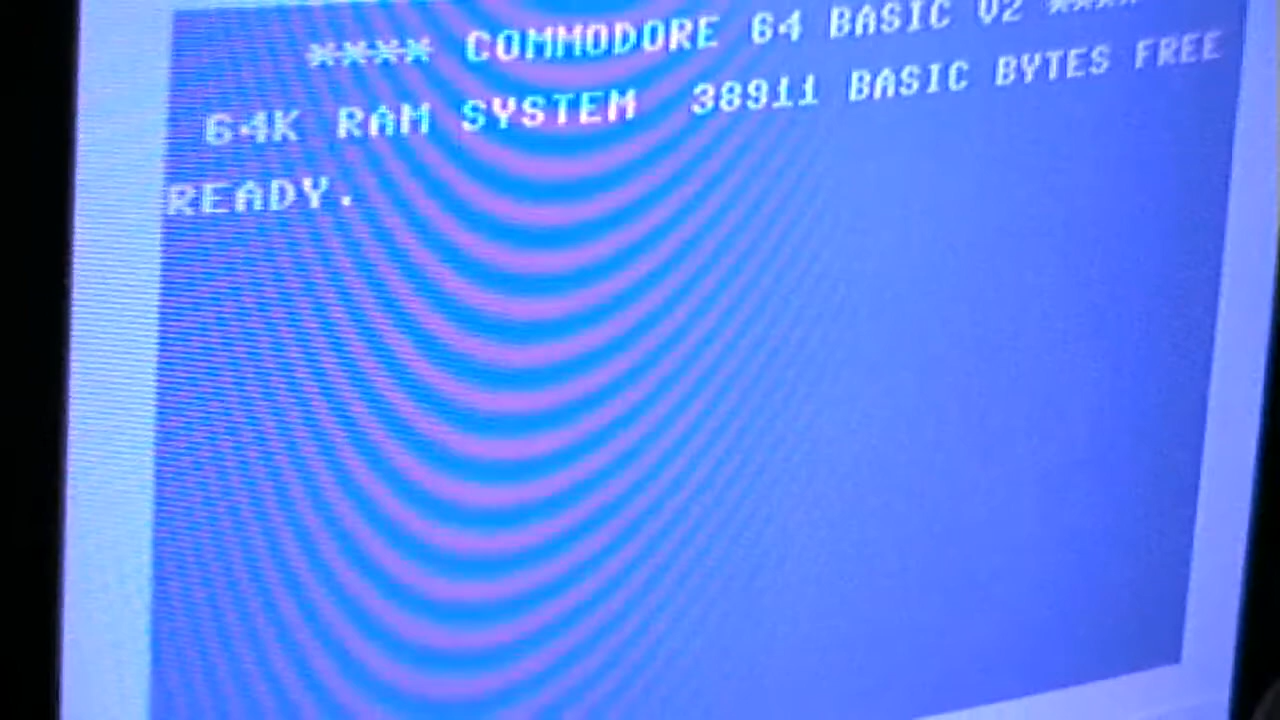 **** COMMODORE 64 BASIC V2 ****
64K RAM SYSTEM 38911 BASIC BYTES FREE
READY.